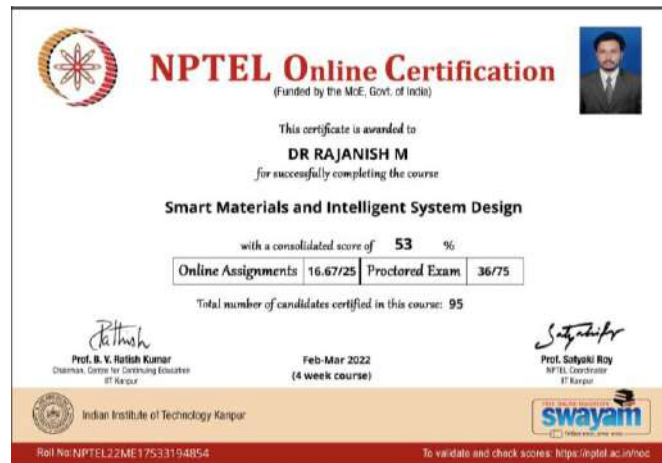 NPTEL Online Certification
(Funded by the MoE, Govt. of India)
This certificate is awarded to
DR RAJANISH M
for successfully completing the course
Smart Materials and Intelligent System Design
with a consolidated score of 53 %
Online Assignments 16.67/25 Proctored Exam 36/75
Total number of candidates certified in this course: 95
Prof. B. V. Ratish Kumar
Chairman, Centre for Continuing Education
IIT Kanpur
Feb-Mar 2022
(4 week course)
Prof. Satyaki Roy
NPTEL Coordinator
IIT Kanpur
Indian Institute of Technology Kanpur
FREE ONLINE EDUCATION
swayam
Roll No:NPTEL22ME17S33194854
To validate and check scores: https://nptel.ac.in/noc